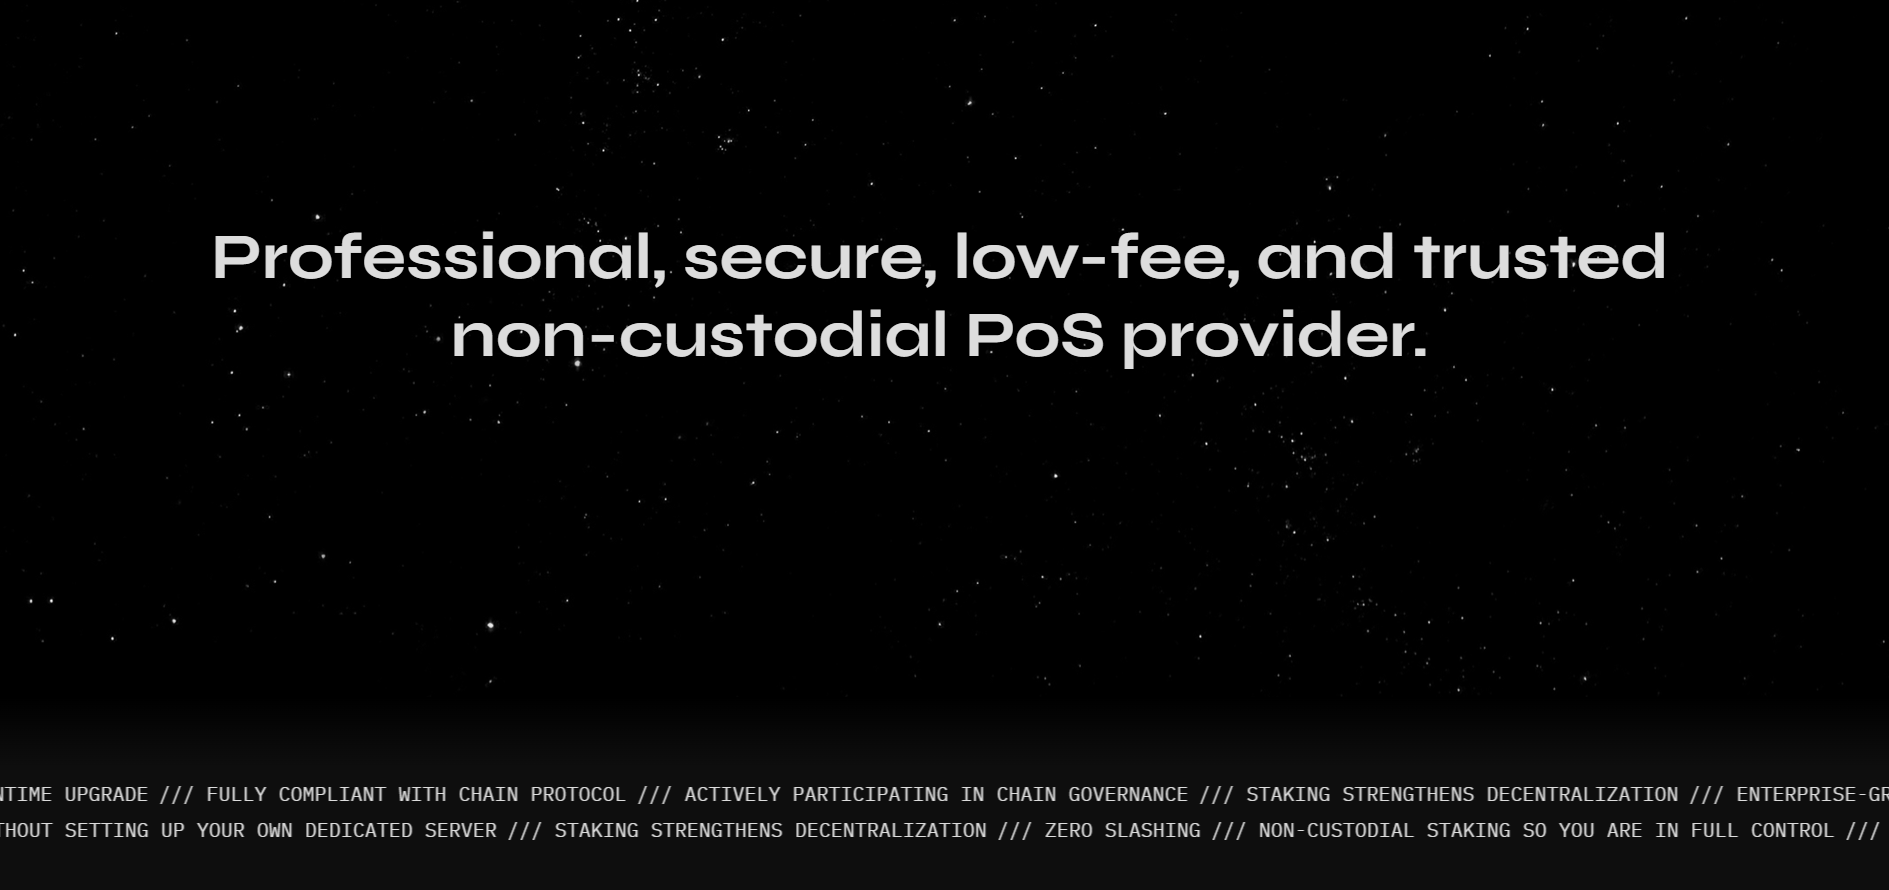 Professional, secure, low-fee, and trusted
non-custodial PoS provider.
NTIME UPGRADE /// FULLY COMPLIANT WITH CHAIN PROTOCOL /// ACTIVELY PARTICIPATING IN CHAIN GOVERNANCE /// STAKING STRENGTHENS DECENTRALIZATION /// ENTERPRISE-GR
THOUT SETTING UP YOUR OWN DEDICATED SERVER /// STAKING STRENGTHENS DECENTRALIZATION /// ZERO SLASHING /// NON-CUSTODIAL STAKING SO YOU ARE IN FULL CONTROL ///